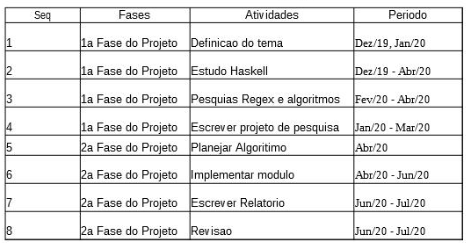 Seq Fases Atividades Periodo
1 1a Fase do Projeto Definicao do tema Dez/19, Jan/20
2 1a Fase do Projeto Estudo Haskell Dez/19 - Abr/20
3 1a Fase do Projeto Pesquias Regex e algoritmos Fev/20 - Abr/20
4 1a Fase do Projeto Escrever projeto de pesquisa Jan/20 - Mar/20
5 2a Fase do Projeto Planejar Algoritimo Abr/20
6 2a Fase do Projeto Implementar modulo Abr/20 - Jun/20
7 2a Fase do Projeto Escrever Relatorio Jun/20 - Jul/20
8 2a Fase do Projeto Revisao Jun/20 - Jul/20